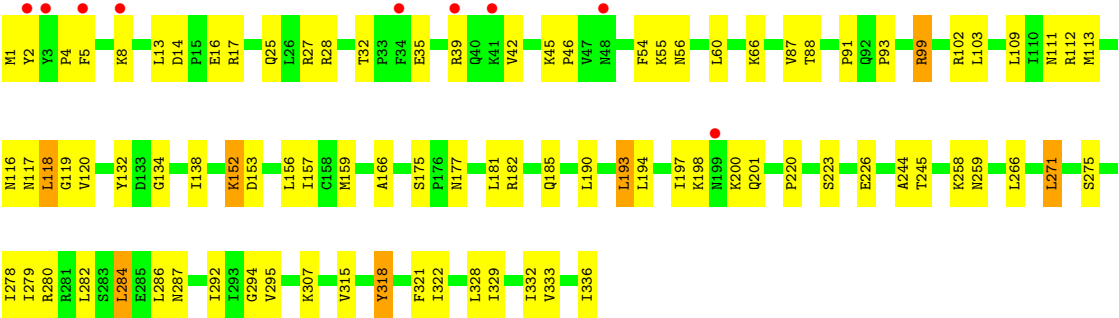 M1 Y2 Y3 P4 F5 K8 L13 D14 P15 E16 R17 Q25 L26 R27 R28 T32 P33 F34 E35 R39 Q40 K41 V42 K45 P46 V47 N48 F54 K55 N56 L60 K66 V87 T88 P91 Q92 P93 R99 R102 L103 L109 I110 N111 R112 M113
N116 N117 L118 G119 V120 Y132 D133 G134 I138 K152 D153 L156 I157 C158 M159 A166 S175 P176 N177 L181 R182 Q185 L190 L193 L194 I197 K198 N199 K200 Q201 P220 S223 E226 A244 T245 K258 N259 L266 L271 S275
I278 I279 R280 R281 L282 S283 L284 E285 L286 N287 I292 I293 G294 V295 K307 V315 Y318 F321 I322 L328 I329 I332 V333 I336